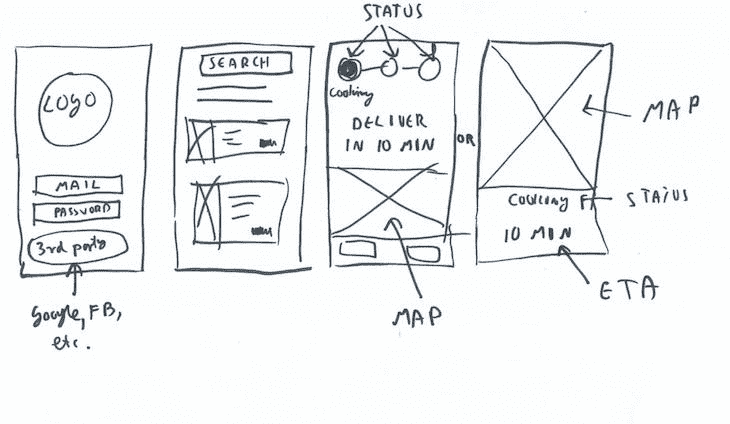 STATUS
LOGO
MAIL
PASSWORD
3rd party
Google, FB,
etc.
SEARCH
Cooking
DELIVER
IN 10 MIN
MAP
OR
MAP
COOKING
STATUS
10 MIN
ETA